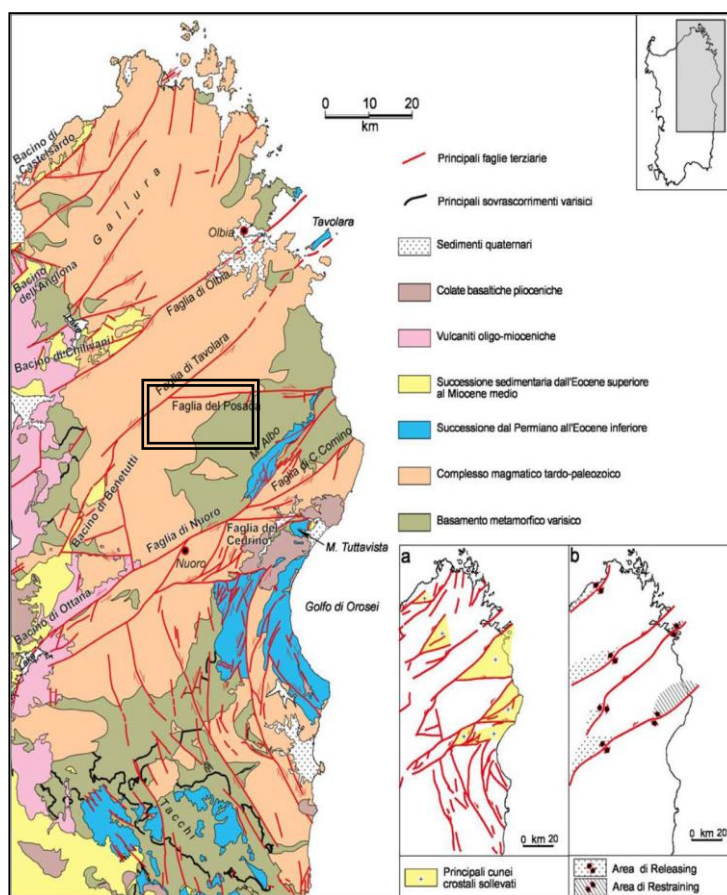 0 10 20
km
Principali faglie terziarie
Principali sovrascorrimenti varisici
Sedimenti quaternari
Colate basaltiche plioceniche
Vulcaniti oligo-mioceniche
Successione sedimentaria dall'Eocene superiore
al Miocene medio
Successione dal Permiano all'Eocene inferiore
Complesso magmatico tardo-paleozoico
Basamento metamorfico varisico
Bacino di
Castelsardo
Gallura
Olbia
Tavolara
Bacino
dell'Anglona
Faglia di Olbia
Bacino di Chilivani
Faglia di Tavolara
Faglia del Posada
M. Albo
Faglia di C. Comino
Bacino di Benetutti
Faglia di Nuoro
Faglia del
Cedrino
M. Tuttavista
Nuoro
Bacino di Ottana
Golfo di Orosei
Tacchi
a
0 km 20
Principali cunei
crostali sollevati
b
0 km 20
Area di Releasing
Area di Restraining